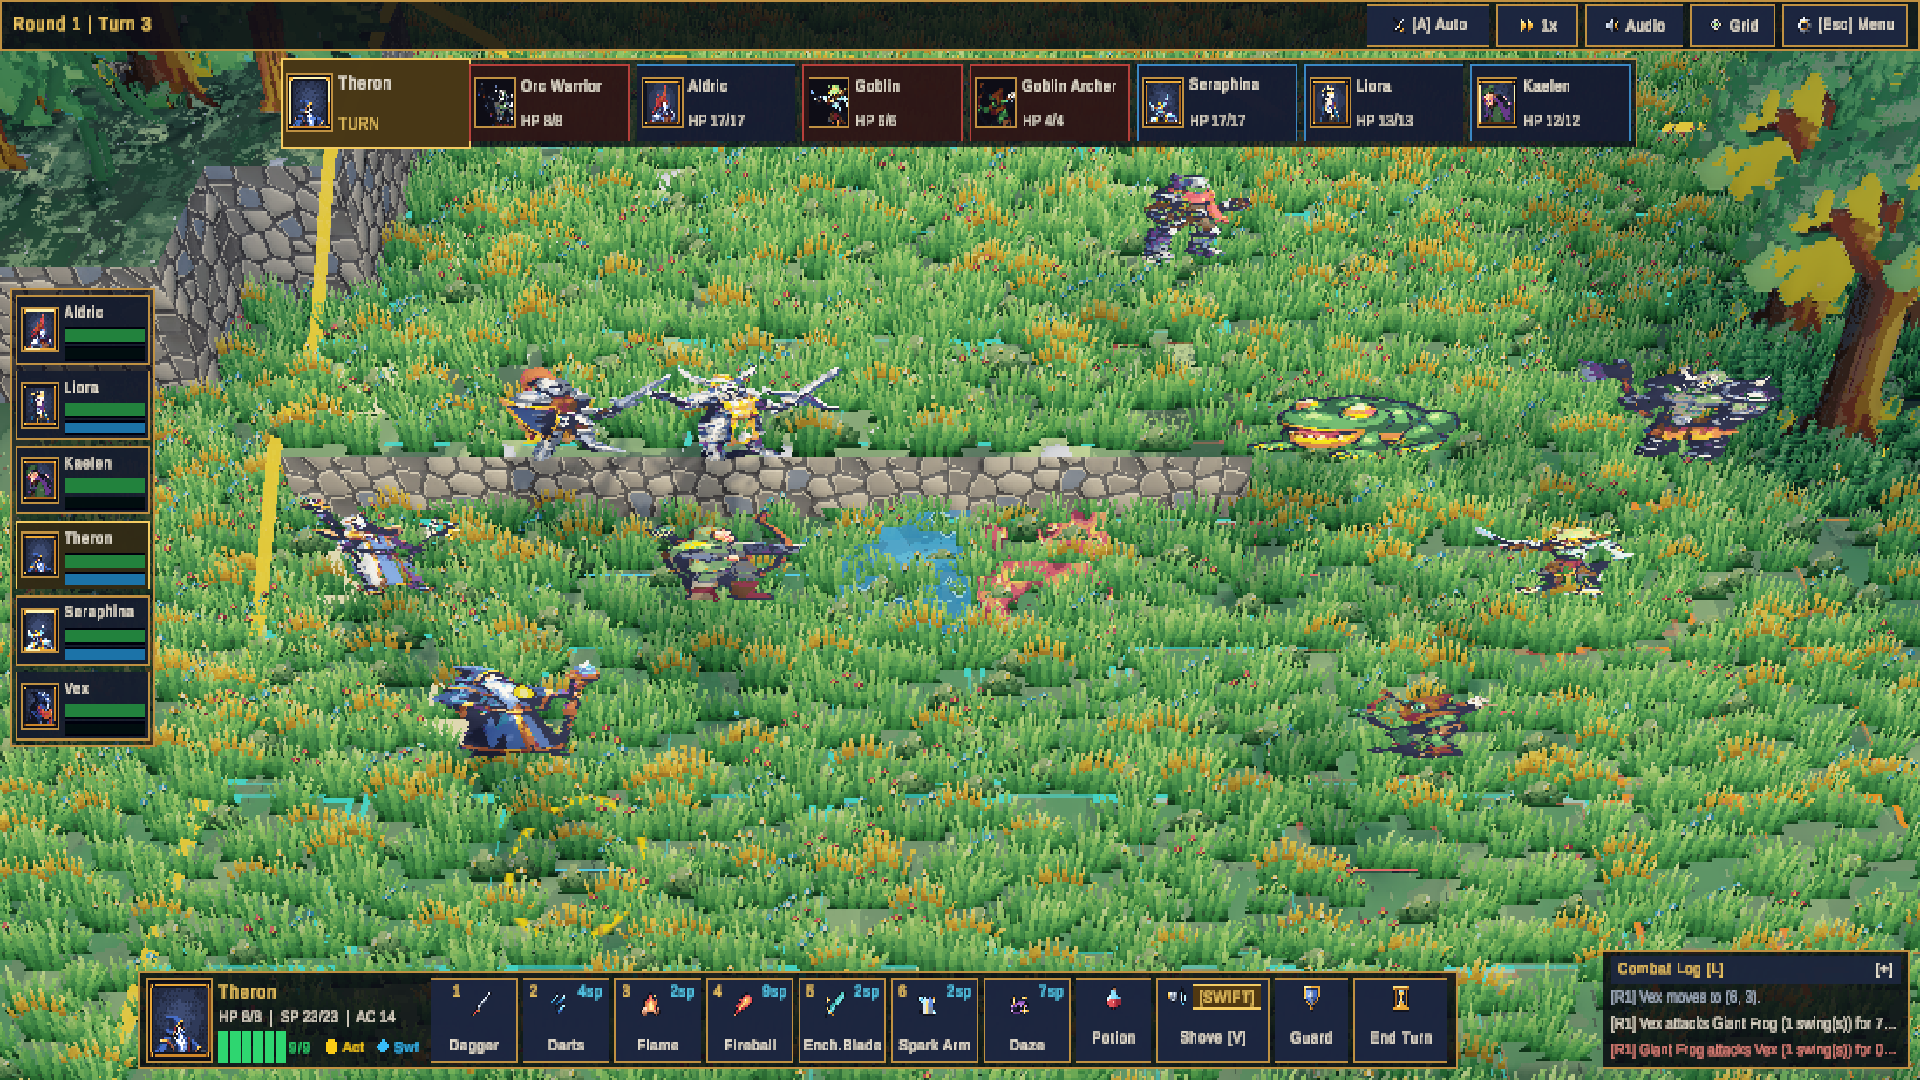 Round 1 | Turn 3
[A] Auto
1x
Audio
Grid
[Esc] Menu
Theron
TURN
Orc Warrior
HP 8/8
Aldric
HP 17/17
Goblin
HP 6/6
Goblin Archer
HP 4/4
Seraphina
HP 17/17
Liora
HP 13/13
Kaelen
HP 12/12
Aldric
Liora
Kaelen
Theron
Seraphina
Vex
Theron
HP 8/8 | SP 23/23 | AC 14
9/9
Act
Swt
1
Dagger
2
4sp
Darts
3
2sp
Flame
4
9sp
Fireball
5
2sp
Ench.Blade
6
2sp
Spark Arm
7sp
Daze
Potion
[SWIFT]
Shove [V]
Guard
End Turn
Combat Log [L]
[+]
[R1] Vex moves to (6, 3).
[R1] Vex attacks Giant Frog (1 swing(s)) for 7...
[R1] Giant Frog attacks Vex (1 swing(s)) for 0...